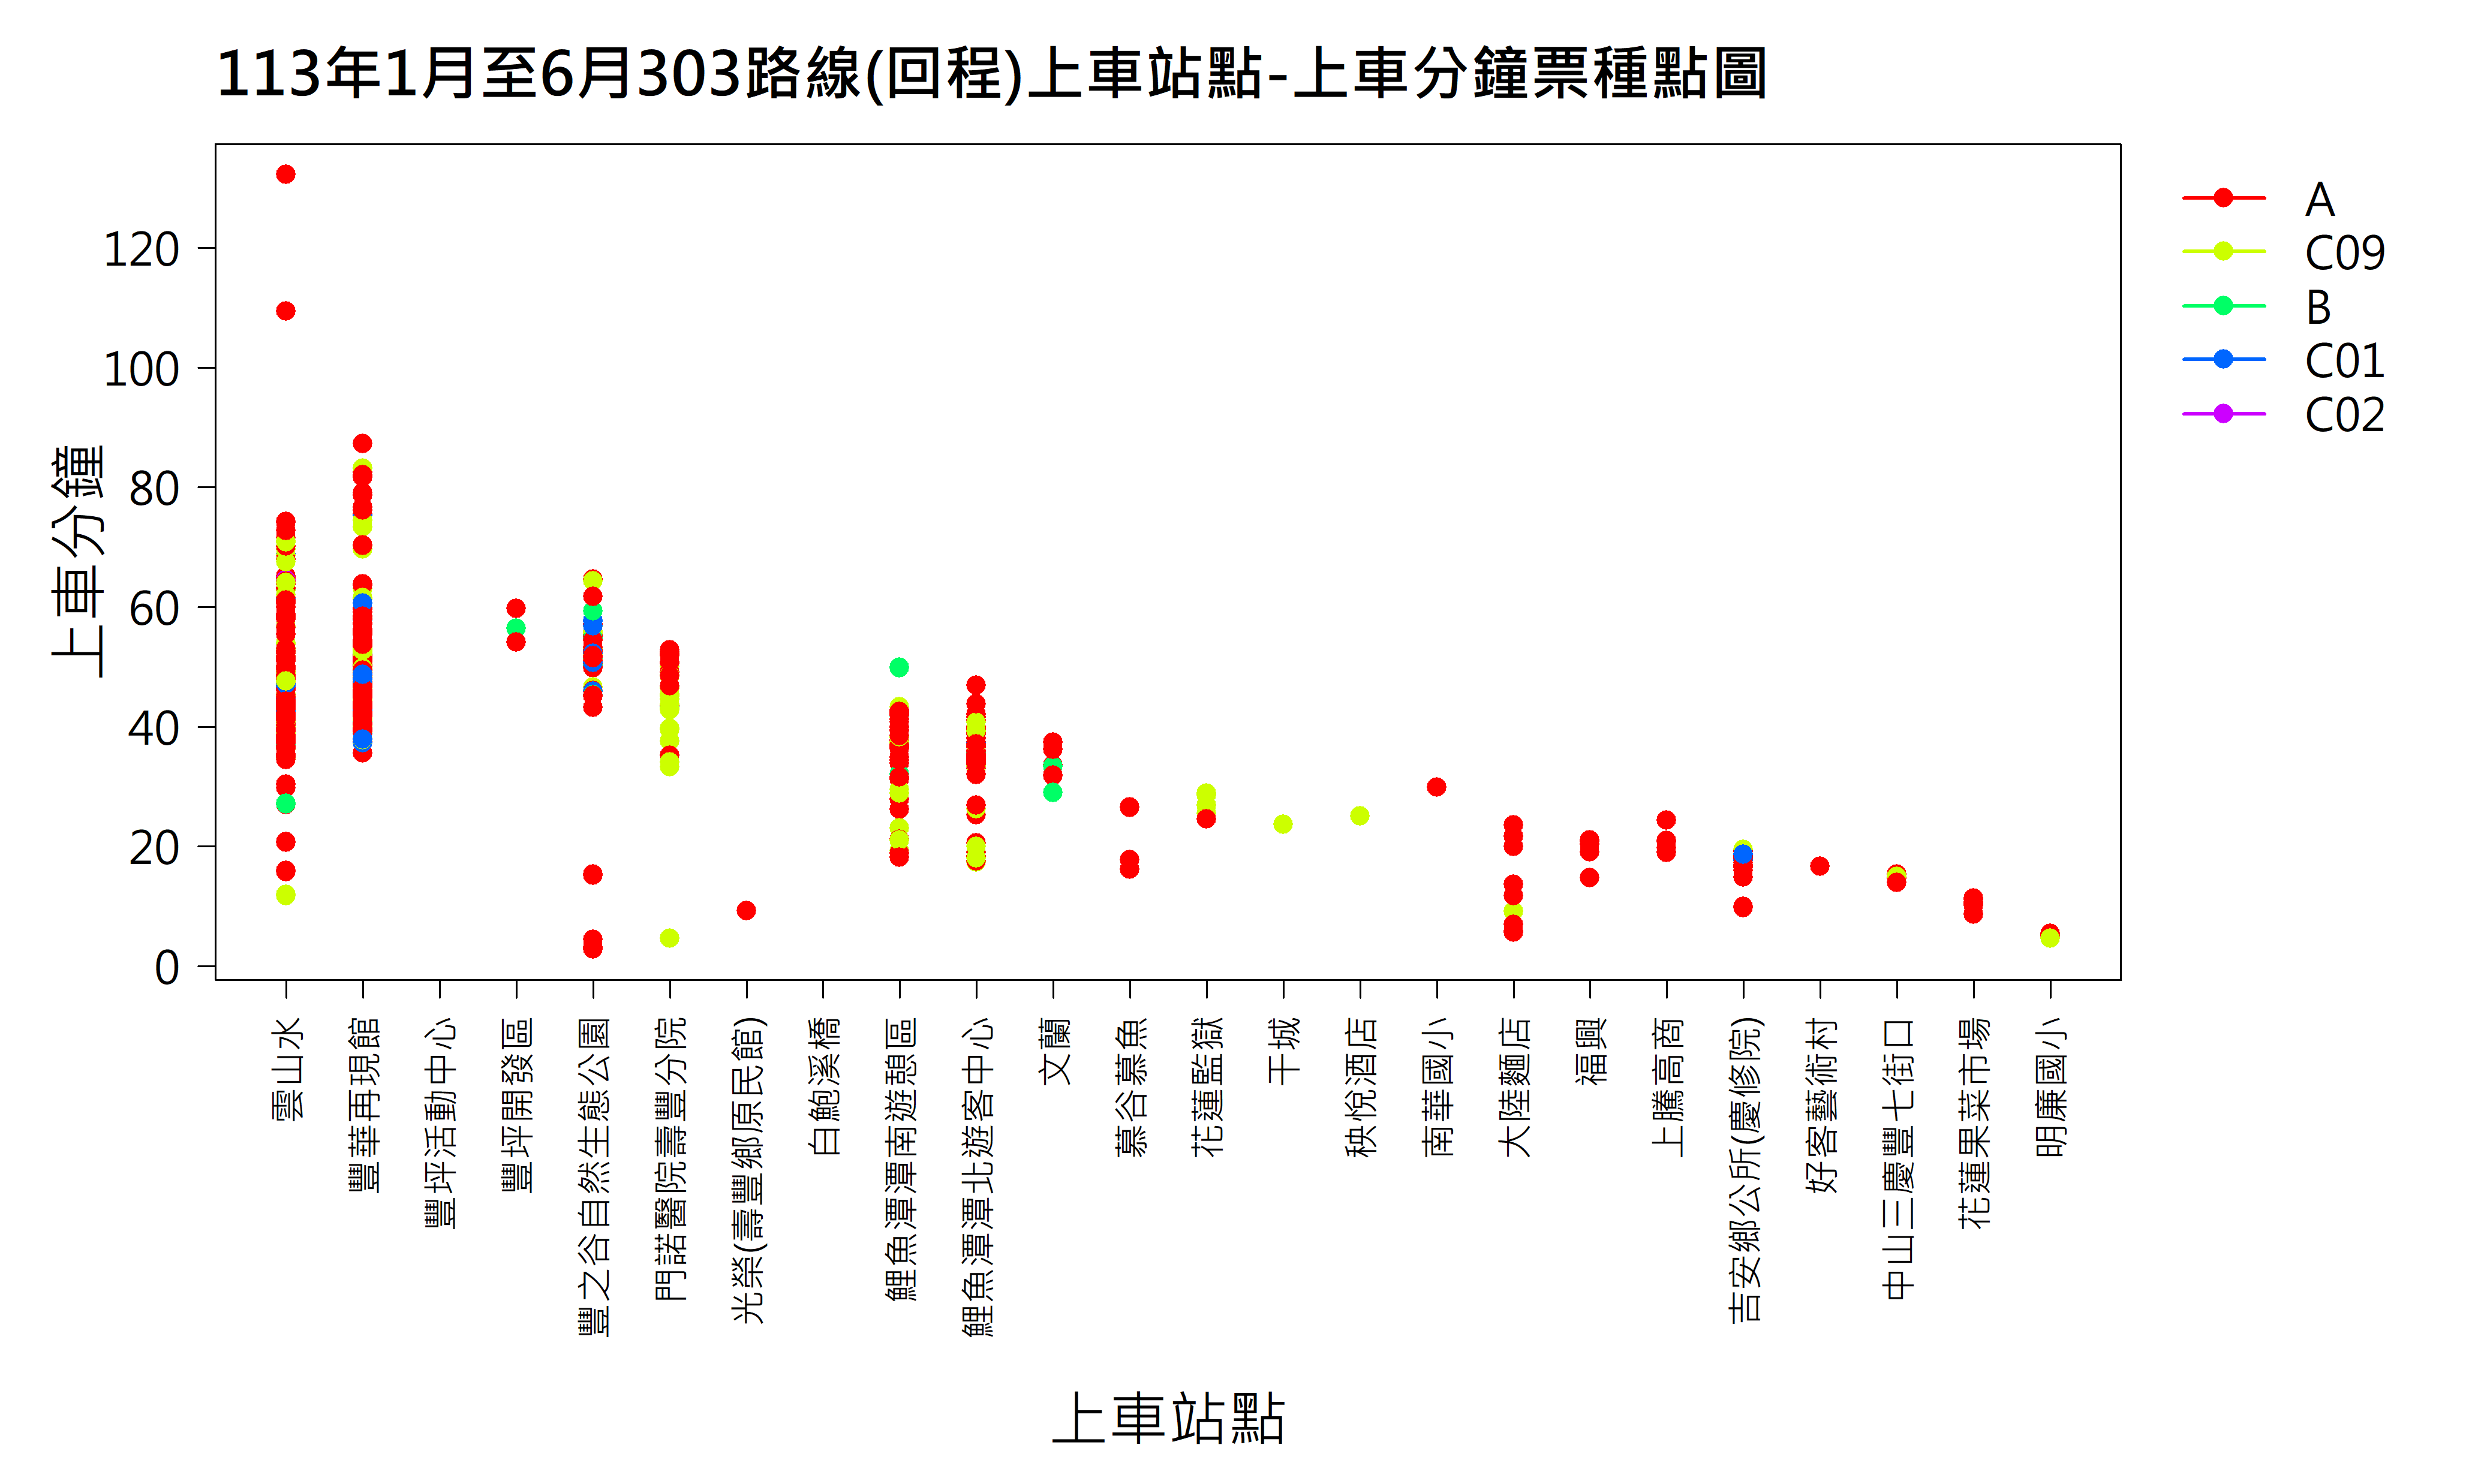 113年1月至6月303路線(回程)上車站點-上車分鐘票種點圖
上車分鐘
120
100
80
60
40
20
0
A
C09
B
C01
C02
雲山水
豐華再現館
豐坪活動中心
豐坪開發區
豐之谷自然生態公園
門諾醫院壽豐分院
光榮(壽豐鄉原民館)
白鮑溪橋
鯉魚潭潭南遊憩區
鯉魚潭潭北遊客中心
文蘭
慕谷慕魚
花蓮監獄
干城
秧悅酒店
南華國小
大陸麵店
福興
上騰高商
吉安鄉公所(慶修院)
好客藝術村
中山三慶豐七街口
花蓮果菜市場
明廉國小
上車站點